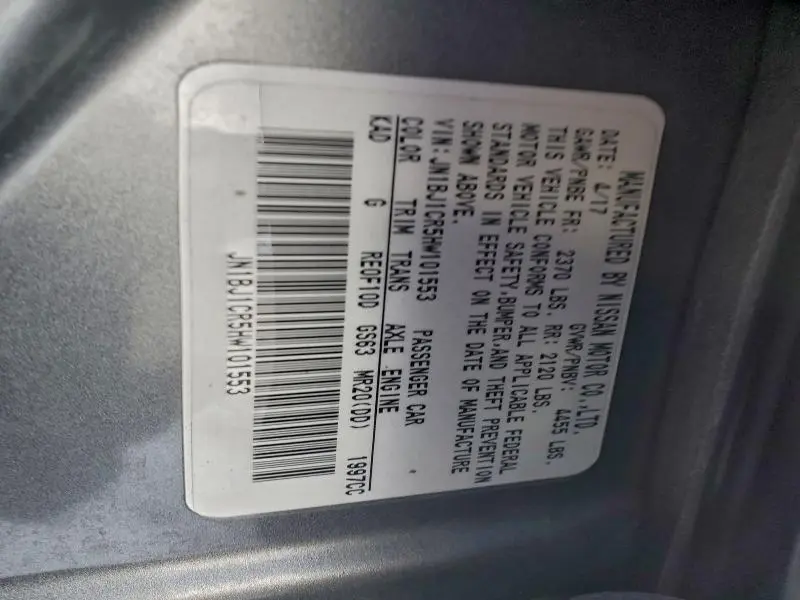 MANUFACTURED BY NISSAN MOTOR CO.,LTD.
DATE: 4/17 GVWR/PNBV: 4455 LBS.
GAWR/PNBE FR: 2370 LBS. RR: 2120 LBS.
THIS VEHICLE CONFORMS TO ALL APPLICABLE FEDERAL
MOTOR VEHICLE SAFETY,BUMPER,AND THEFT PREVENTION
STANDARDS IN EFFECT ON THE DATE OF MANUFACTURE
SHOWN ABOVE.
VIN:JN1BJ1CR5HW101553 PASSENGER CAR
COLOR TRIM TRANS AXLE ENGINE
KAD G RE0F10D GS63 MR20(DD) 1997CC
JN1BJ1CR5HW101553